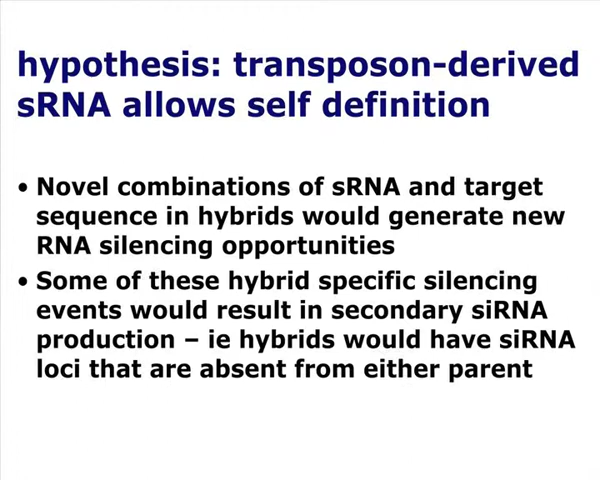 hypothesis: transposon-derived
sRNA allows self definition
• Novel combinations of sRNA and target
sequence in hybrids would generate new
RNA silencing opportunities
• Some of these hybrid specific silencing
events would result in secondary siRNA
production – ie hybrids would have siRNA
loci that are absent from either parent